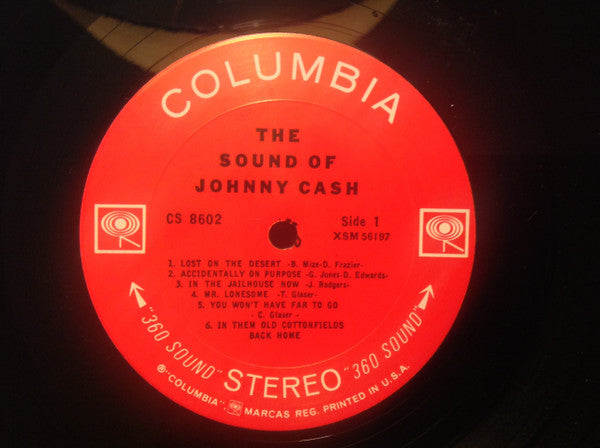 COLUMBIA
THE
SOUND OF
JOHNNY CASH
CS 8602
Side 1
XSM 56197
1. LOST ON THE DESERT -B. Mize-D. Frazier-
2. ACCIDENTALLY ON PURPOSE -G. Jones-D. Edwards-
3. IN THE JAILHOUSE NOW -J. Rodgers-
4. MR. LONESOME -T. Glaser-
5. YOU WON'T HAVE FAR TO GO
-C. Glaser-
6. IN THEM OLD COTTONFIELDS
BACK HOME
"360 SOUND" STEREO "360 SOUND"
® "COLUMBIA", MARCAS REG. PRINTED IN U.S.A.